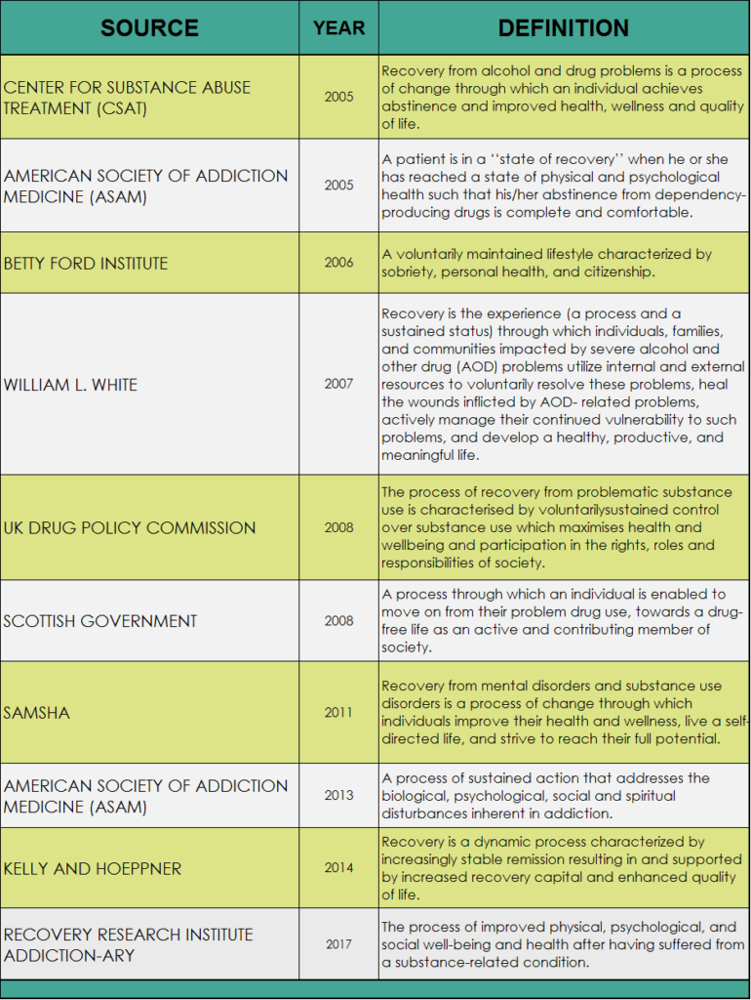 SOURCE
YEAR
DEFINITION
CENTER FOR SUBSTANCE ABUSE
TREATMENT (CSAT)
2005
Recovery from alcohol and drug problems is a process
of change through which an individual achieves
abstinence and improved health, wellness and quality
of life.
AMERICAN SOCIETY OF ADDICTION
MEDICINE (ASAM)
2005
A patient is in a ‘‘state of recovery’’ when he or she
has reached a state of physical and psychological
health such that his/her abstinence from dependency-
producing drugs is complete and comfortable.
BETTY FORD INSTITUTE
2006
A voluntarily maintained lifestyle characterized by
sobriety, personal health, and citizenship.
WILLIAM L. WHITE
2007
Recovery is the experience (a process and a
sustained status) through which individuals, families,
and communities impacted by severe alcohol and
other drug (AOD) problems utilize internal and external
resources to voluntarily resolve these problems, heal
the wounds inflicted by AOD- related problems,
actively manage their continued vulnerability to such
problems, and develop a healthy, productive, and
meaningful life.
UK DRUG POLICY COMMISSION
2008
The process of recovery from problematic substance
use is characterised by voluntarilysustained control
over substance use which maximises health and
wellbeing and participation in the rights, roles and
responsibilities of society.
SCOTTISH GOVERNMENT
2008
A process through which an individual is enabled to
move on from their problem drug use, towards a drug-
free life as an active and contributing member of
society.
SAMSHA
2011
Recovery from mental disorders and substance use
disorders is a process of change through which
individuals improve their health and wellness, live a self-
directed life, and strive to reach their full potential.
AMERICAN SOCIETY OF ADDICTION
MEDICINE (ASAM)
2013
A process of sustained action that addresses the
biological, psychological, social and spiritual
disturbances inherent in addiction.
KELLY AND HOEPPNER
2014
Recovery is a dynamic process characterized by
increasingly stable remission resulting in and supported
by increased recovery capital and enhanced quality
of life.
RECOVERY RESEARCH INSTITUTE
ADDICTION-ARY
2017
The process of improved physical, psychological, and
social well-being and health after having suffered from
a substance-related condition.